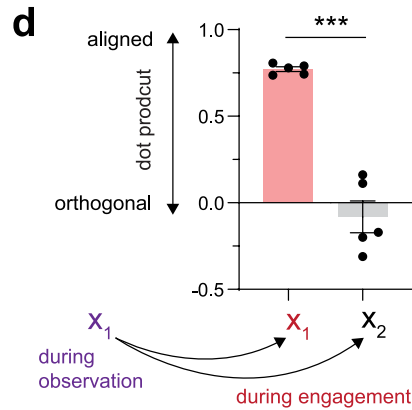 d
aligned
dot prodcut
orthogonal
1.0
0.5
0.0
-0.5
***
x₁
x₁
x₂
during
observation
during engagement